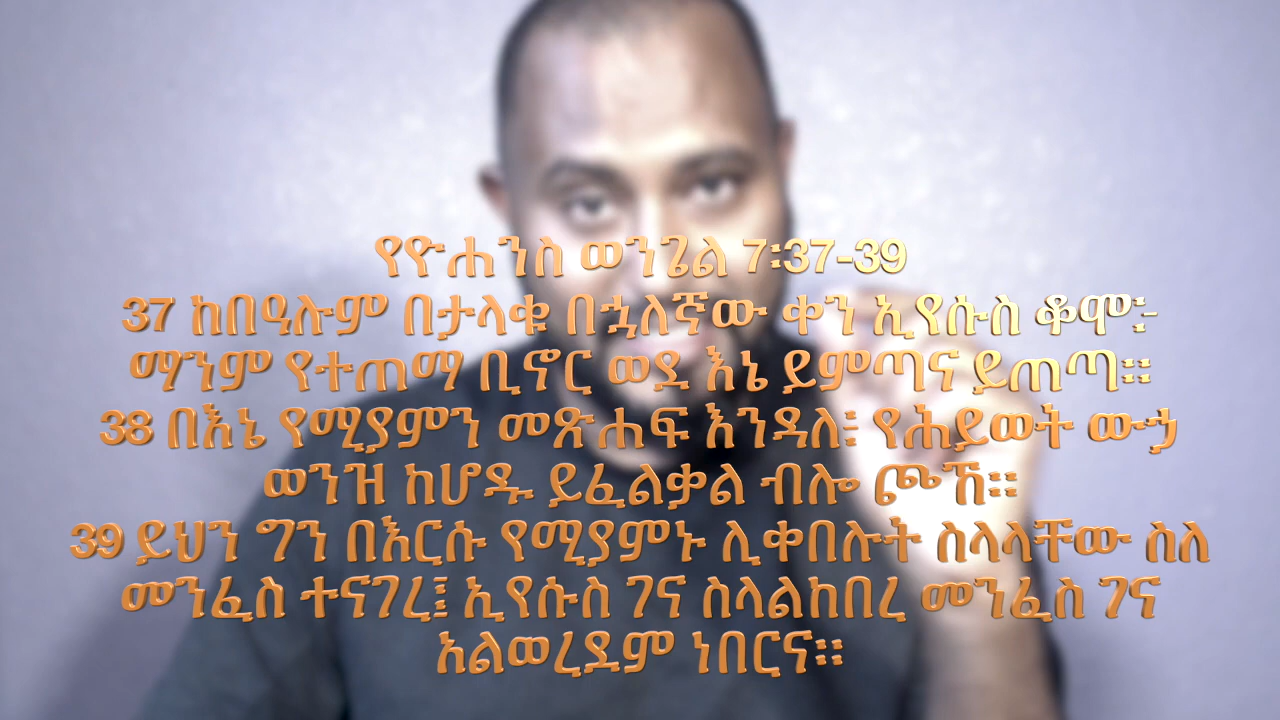 የዮሐንስ ወንጌል 7፡37-39
37 ከበዓሉም በታላቁ በኋለኛው ቀን ኢየሱስ ቆሞ፡-
ማንም የተጠማ ቢኖር ወደ እኔ ይምጣና ይጠጣ።
38 በእኔ የሚያምን መጽሐፍ እንዳለ፥ የሕይወት ውኃ
ወንዝ ከሆዱ ይፈልቃል ብሎ ጮኸ።
39 ይህን ግን በእርሱ የሚያምኑ ሊቀበሉት ስላላቸው ስለ
መንፈስ ተናገረ፤ ኢየሱስ ገና ስላልከበረ መንፈስ ገና
አልወረደም ነበርና።